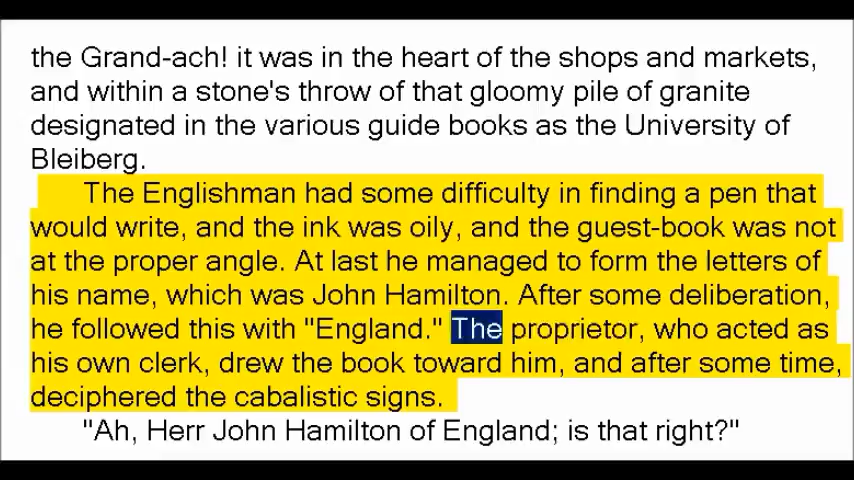 the Grand-ach! it was in the heart of the shops and markets,
and within a stone's throw of that gloomy pile of granite
designated in the various guide books as the University of
Bleiberg.
The Englishman had some difficulty in finding a pen that
would write, and the ink was oily, and the guest-book was not
at the proper angle. At last he managed to form the letters of
his name, which was John Hamilton. After some deliberation,
he followed this with "England." The proprietor, who acted as
his own clerk, drew the book toward him, and after some time,
deciphered the cabalistic signs.
"Ah, Herr John Hamilton of England; is that right?"